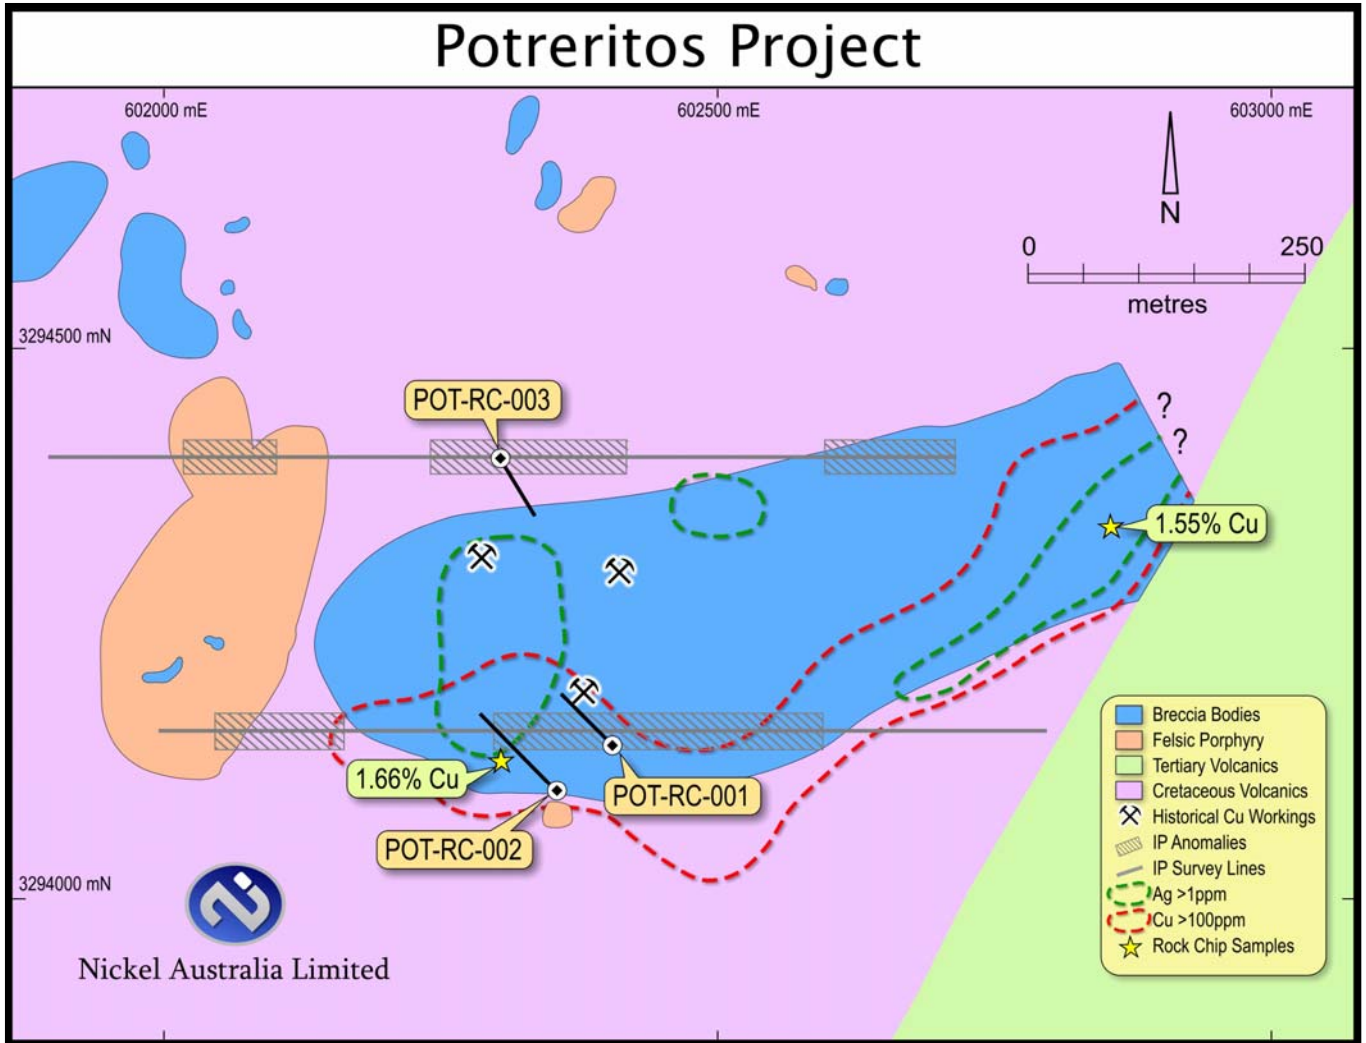 Potreritos Project
602000 mE
602500 mE
603000 mE
N
0
250
metres
3294500 mN
POT-RC-003
?
?
1.55% Cu
1.66% Cu
POT-RC-001
POT-RC-002
3294000 mN
Nickel Australia Limited
Breccia Bodies
Felsic Porphyry
Tertiary Volcanics
Cretaceous Volcanics
Historical Cu Workings
IP Anomalies
IP Survey Lines
Ag >1ppm
Cu >100ppm
Rock Chip Samples